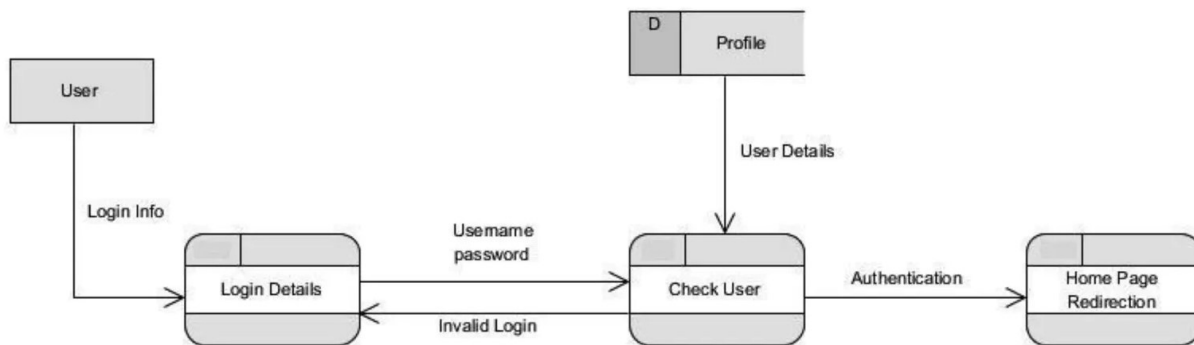 D
Profile
User
User Details
Login Info
Username
password
Login Details
Check User
Authentication
Home Page
Redirection
Invalid Login